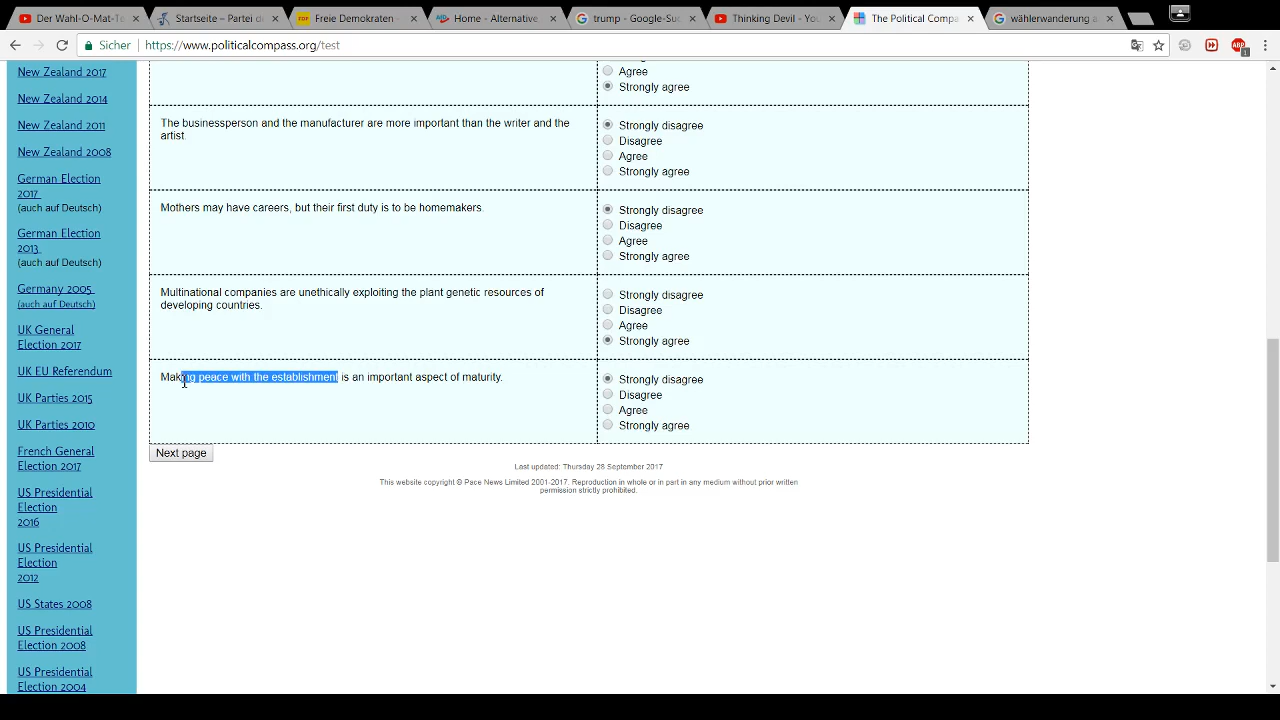 Der Wahl-O-Mat-Te
Startseite – Partei de
Freie Demokraten -
Home - Alternative
trump - Google-Suc
Thinking Devil - You
The Political Compa
wählerwanderung a
Sicher
https://www.politicalcompass.org/test
New Zealand 2017
New Zealand 2014
New Zealand 2011
New Zealand 2008
German Election
2017
(auch auf Deutsch)
German Election
2013
(auch auf Deutsch)
Germany 2005
(auch auf Deutsch)
UK General
Election 2017
UK EU Referendum
UK Parties 2015
UK Parties 2010
French General
Election 2017
US Presidential
Election
2016
US Presidential
Election
2012
US States 2008
US Presidential
Election 2008
US Presidential
Election 2004
Agree
Strongly agree
The businessperson and the manufacturer are more important than the writer and the
artist
Strongly disagree
Disagree
Agree
Strongly agree
Mothers may have careers, but their first duty is to be homemakers.
Strongly disagree
Disagree
Agree
Strongly agree
Multinational companies are unethically exploiting the plant genetic resources of
developing countries.
Strongly disagree
Disagree
Agree
Strongly agree
Making peace with the establishment is an important aspect of maturity.
Strongly disagree
Disagree
Agree
Strongly agree
Next page
Last updated: Thursday 28 September 2017
This website copyright © Pace News Limited 2001-2017. Reproduction in whole or in part in any medium without prior written
permission strictly prohibited.